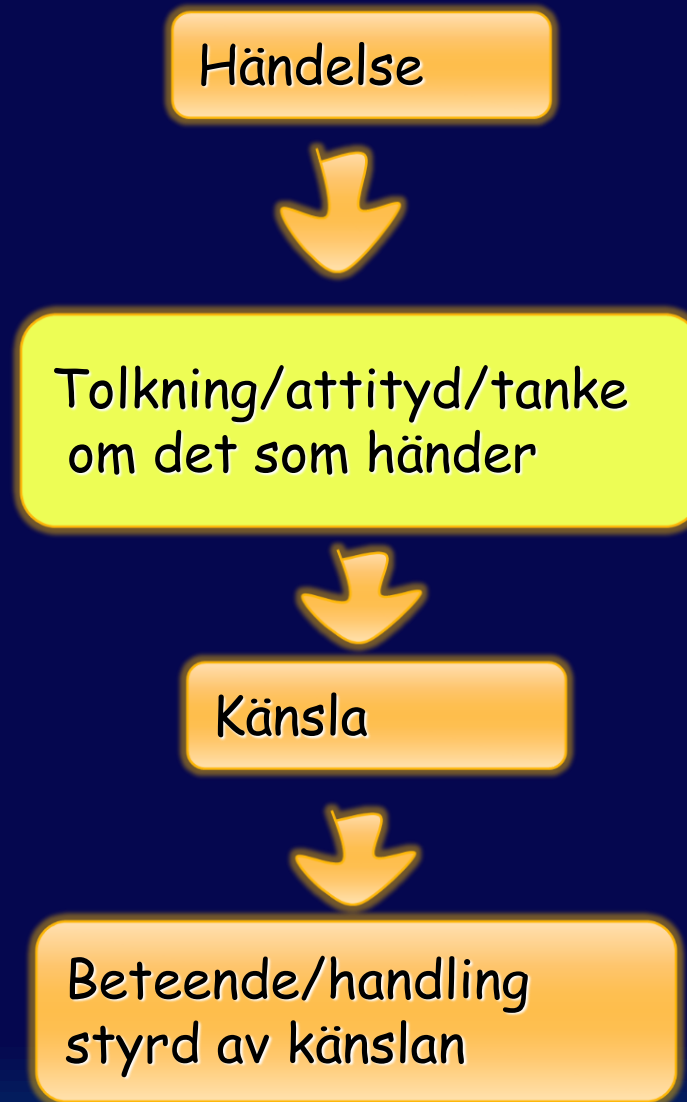 Händelse
Tolkning/attityd/tanke
om det som händer
Känsla
Beteende/handling
styrd av känslan